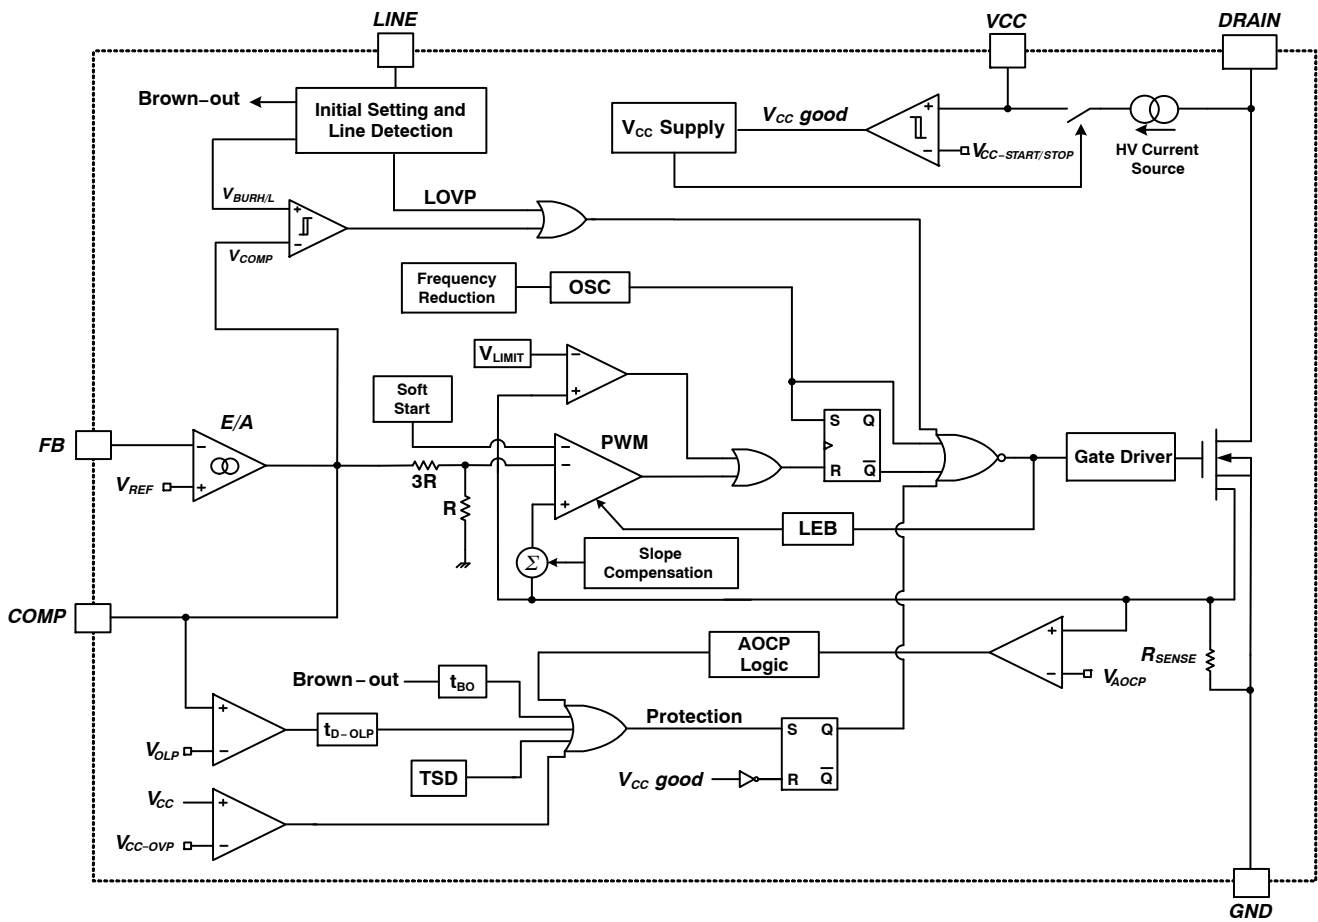 LINE
VCC
DRAIN
Brown-out
Initial Setting and
Line Detection
VCC Supply
VCC good
+
−
VCC-START/STOP
HV Current
Source
VBURH/L
+
−
VCOMP
LOVP
Frequency
Reduction
OSC
VLIMIT
−
+
Soft
Start
E/A
FB
−
VREF
+
3R
R
PWM
−
−
+
S
Q
R
Q
Gate Driver
LEB
Σ
Slope
Compensation
COMP
AOCP
Logic
+
−
VAOCP
RSENSE
Brown-out
tBO
+
−
VOLP
tD-OLP
Protection
S
Q
R
Q
TSD
VCC good
VCC
+
VCC-OVP
−
GND